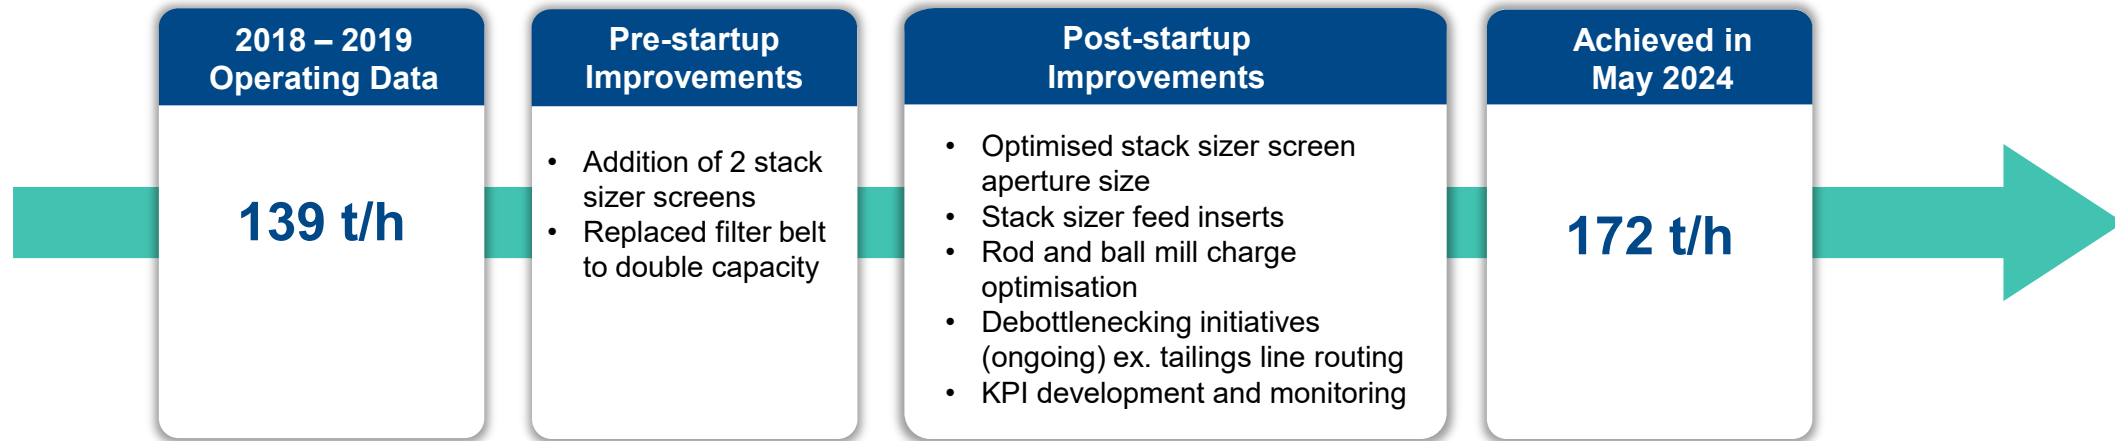 2018 – 2019
Operating Data
139 t/h
Pre-startup
Improvements
• Addition of 2 stack
sizer screens
• Replaced filter belt
to double capacity
Post-startup
Improvements
• Optimised stack sizer screen
aperture size
• Stack sizer feed inserts
• Rod and ball mill charge
optimisation
• Debottlenecking initiatives
(ongoing) ex. tailings line routing
• KPI development and monitoring
Achieved in
May 2024
172 t/h